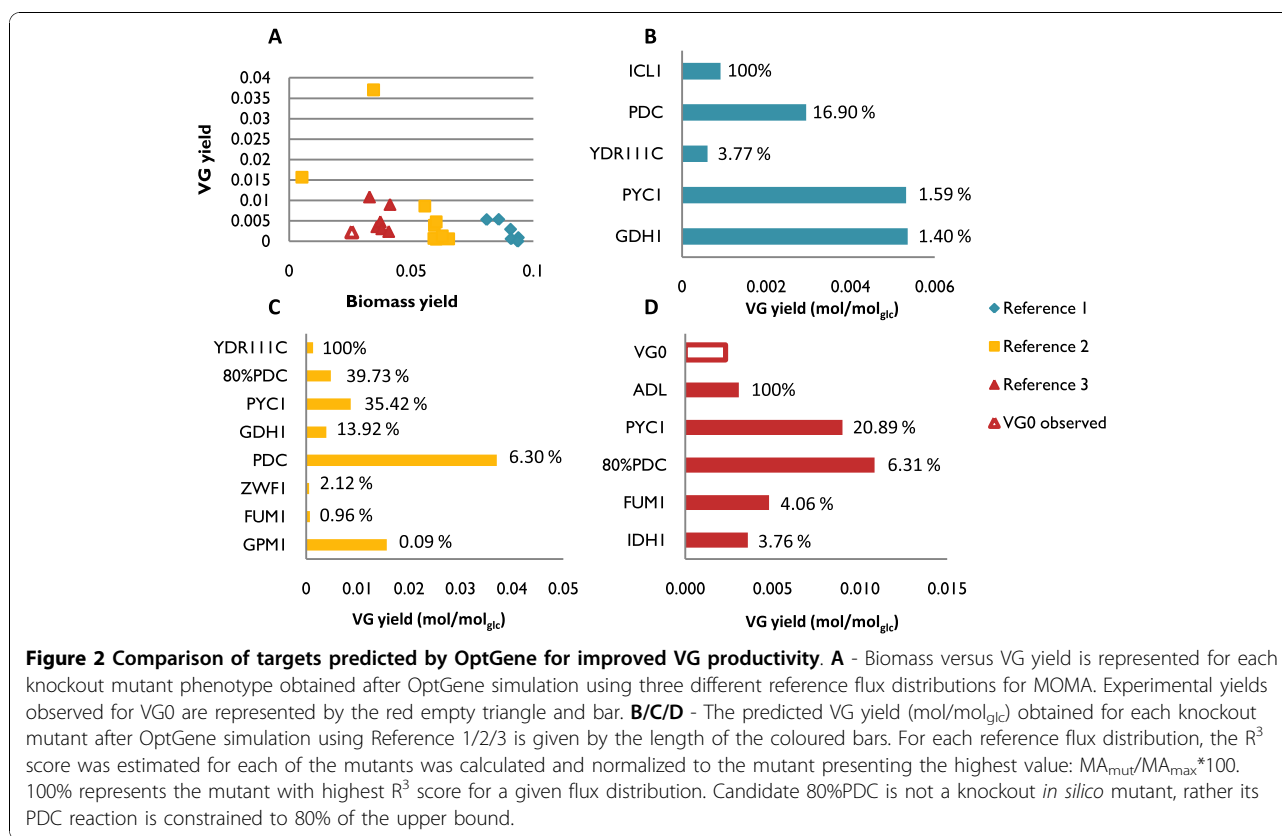 A
VG yield
0.04
0.035
0.03
0.025
0.02
0.015
0.01
0.005
0
0
0.05
0.1
Biomass yield
B
ICL1
100%
PDC
16.90 %
YDR111C
3.77 %
PYC1
1.59 %
GDH1
1.40 %
0
0.002
0.004
0.006
VG yield (mol/molglc)
C
YDR111C
100%
80%PDC
39.73 %
PYC1
35.42 %
GDH1
13.92 %
PDC
6.30 %
ZWF1
2.12 %
FUM1
0.96 %
GPM1
0.09 %
0
0.01
0.02
0.03
0.04
0.05
VG yield (mol/molglc)
D
VG0
ADL
100%
PYC1
20.89 %
80%PDC
6.31 %
FUM1
4.06 %
IDH1
3.76 %
0.000
0.005
0.010
0.015
VG yield (mol/molglc)
Reference 1
Reference 2
Reference 3
VG0 observed
Figure 2 Comparison of targets predicted by OptGene for improved VG productivity. A - Biomass versus VG yield is represented for each
knockout mutant phenotype obtained after OptGene simulation using three different reference flux distributions for MOMA. Experimental yields
observed for VG0 are represented by the red empty triangle and bar. B/C/D - The predicted VG yield (mol/molglc) obtained for each knockout
mutant after OptGene simulation using Reference 1/2/3 is given by the length of the coloured bars. For each reference flux distribution, the R³
score was estimated for each of the mutants was calculated and normalized to the mutant presenting the highest value: MAmut/MAmax*100.
100% represents the mutant with highest R³ score for a given flux distribution. Candidate 80%PDC is not a knockout in silico mutant, rather its
PDC reaction is constrained to 80% of the upper bound.